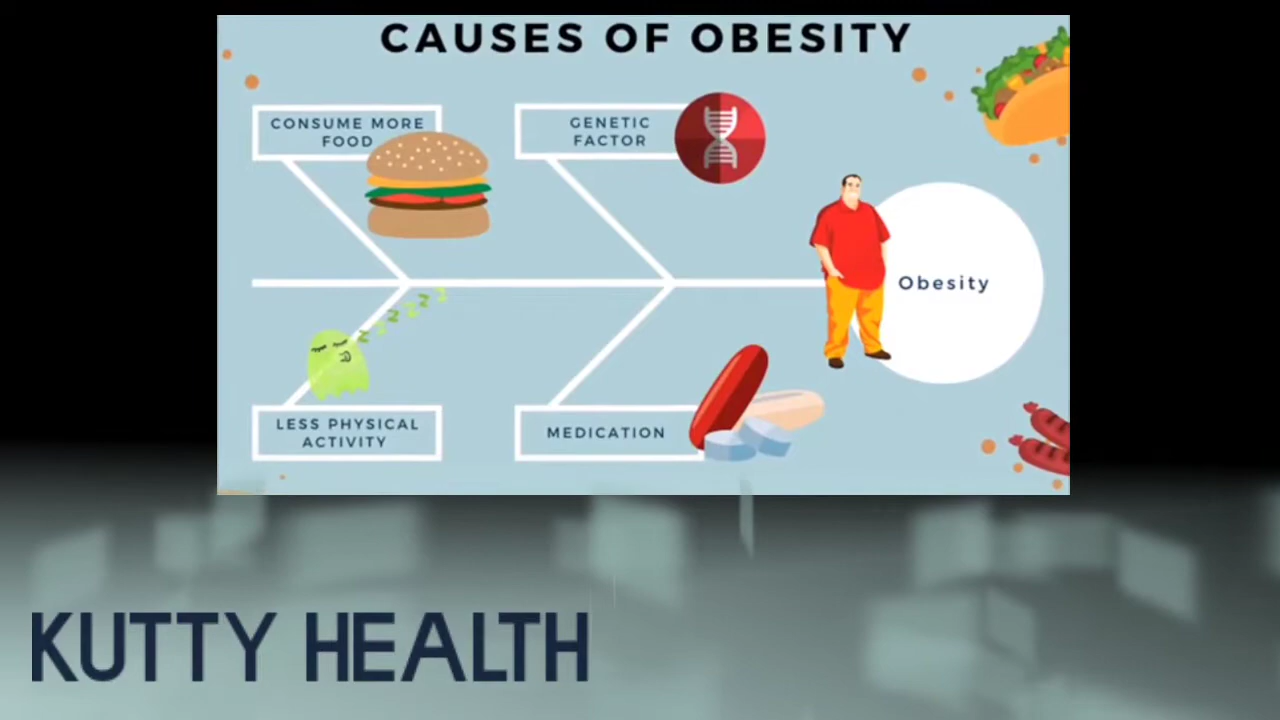 CAUSES OF OBESITY
CONSUME MORE
FOOD
GENETIC
FACTOR
Obesity
z z z z z
LESS PHYSICAL
ACTIVITY
MEDICATION
KUTTY HEALTH